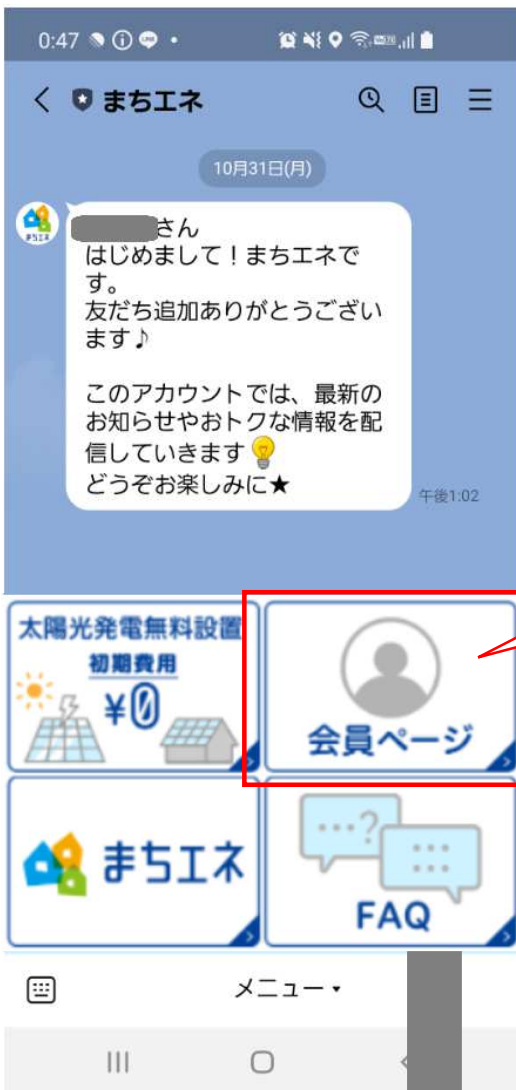 0:47
まちエネ
10月31日(月)
さん
はじめまして！まちエネで
す。
友だち追加ありがとうござい
ます♪
このアカウントでは、最新の
お知らせやおトクな情報を配
信していきます💡
どうぞお楽しみに★
午後1:02
太陽光発電無料設置
初期費用
¥0
会員ページ
まちエネ
...?
FAQ
メニュー▼